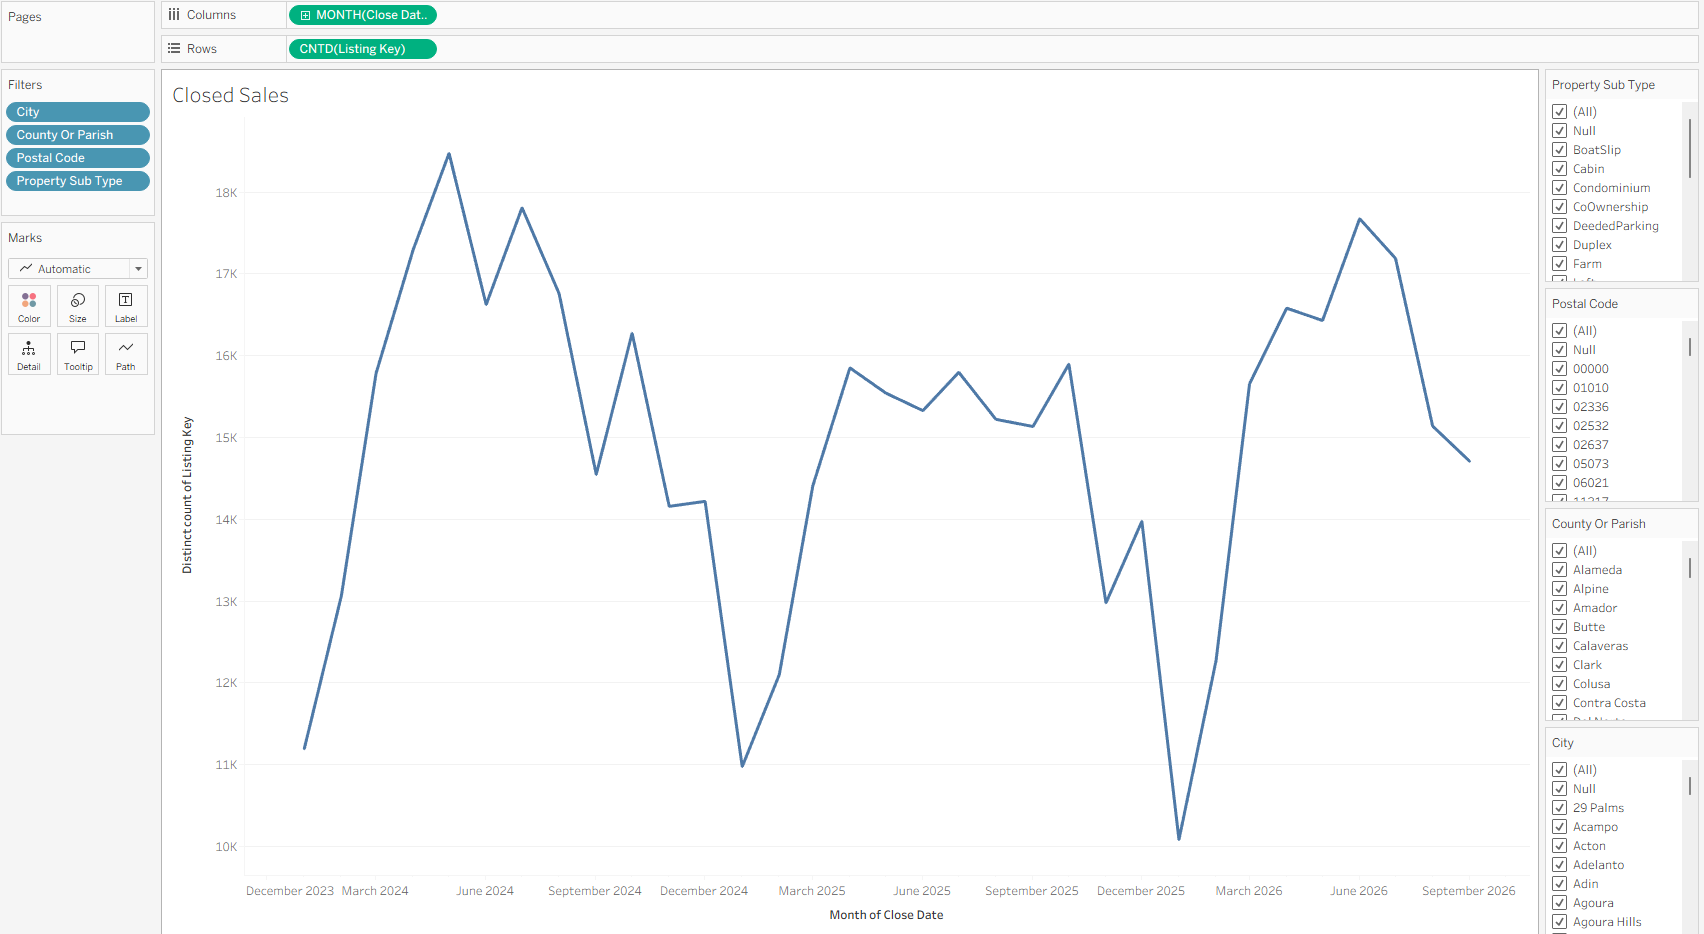 Pages
Columns
MONTH(Close Dat..
Rows
CNTD(Listing Key)
Filters
City
County Or Parish
Postal Code
Property Sub Type
Marks
Automatic
Color
Size
Label
Detail
Tooltip
Path
Closed Sales
18K
17K
16K
15K
14K
13K
12K
11K
10K
Distinct count of Listing Key
December 2023
March 2024
June 2024
September 2024
December 2024
March 2025
June 2025
September 2025
December 2025
March 2026
June 2026
September 2026
Month of Close Date
Property Sub Type
(All)
Null
BoatSlip
Cabin
Condominium
CoOwnership
DeededParking
Duplex
Farm
Postal Code
(All)
Null
00000
01010
02336
02532
02637
05073
06021
County Or Parish
(All)
Alameda
Alpine
Amador
Butte
Calaveras
Clark
Colusa
Contra Costa
City
(All)
Null
29 Palms
Acampo
Acton
Adelanto
Adin
Agoura
Agoura Hills